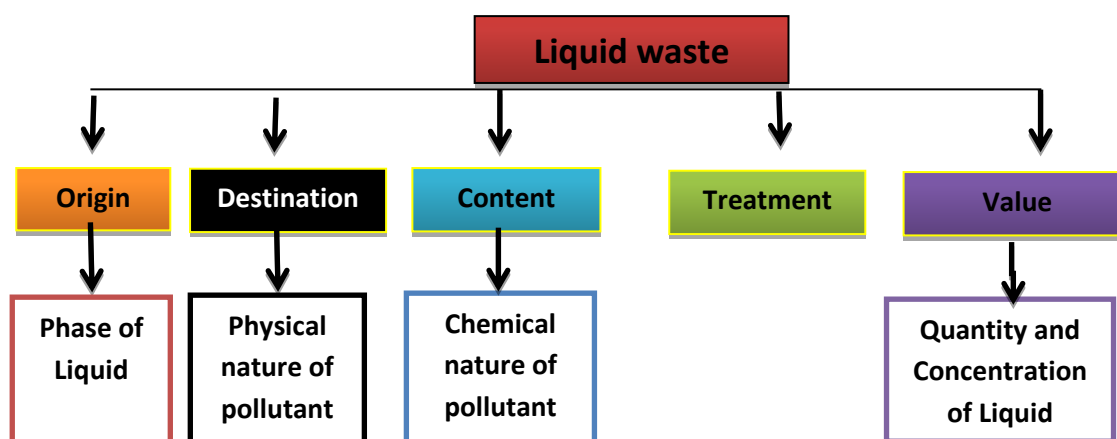 Liquid waste
Origin
Destination
Content
Treatment
Value
Phase of
Liquid
Physical
nature of
pollutant
Chemical
nature of
pollutant
Quantity and
Concentration
of Liquid